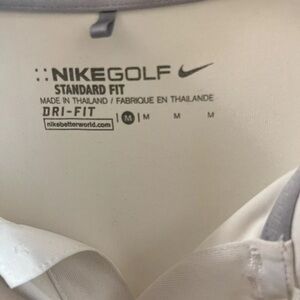 NIKEGOLF
STANDARD FIT
MADE IN THAILAND / FABRIQUE EN THAILANDE
DRI-FIT | M | M M M
nikebetterworld.com